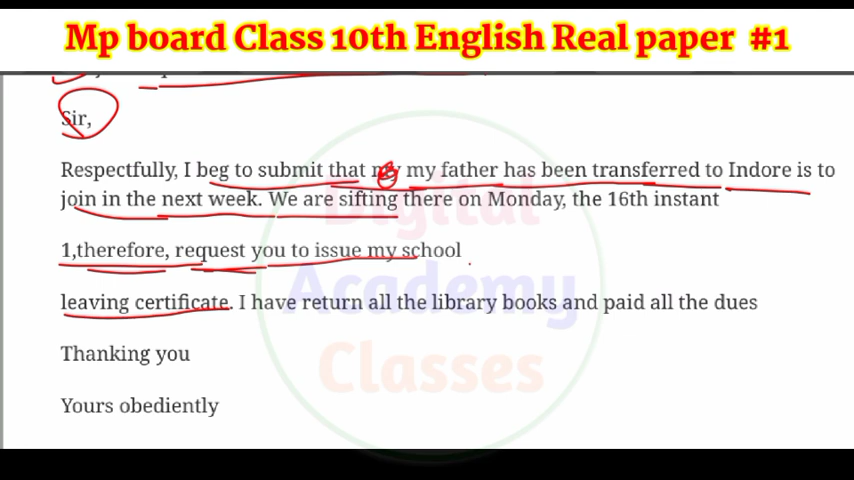 Mp board Class 10th English Real paper #1
Sir,
Respectfully, I beg to submit that my my father has been transferred to Indore is to
join in the next week. We are sifting there on Monday, the 16th instant
1,therefore, request you to issue my school
leaving certificate. I have return all the library books and paid all the dues
Thanking you
Yours obediently
Digital
Academy
Classes